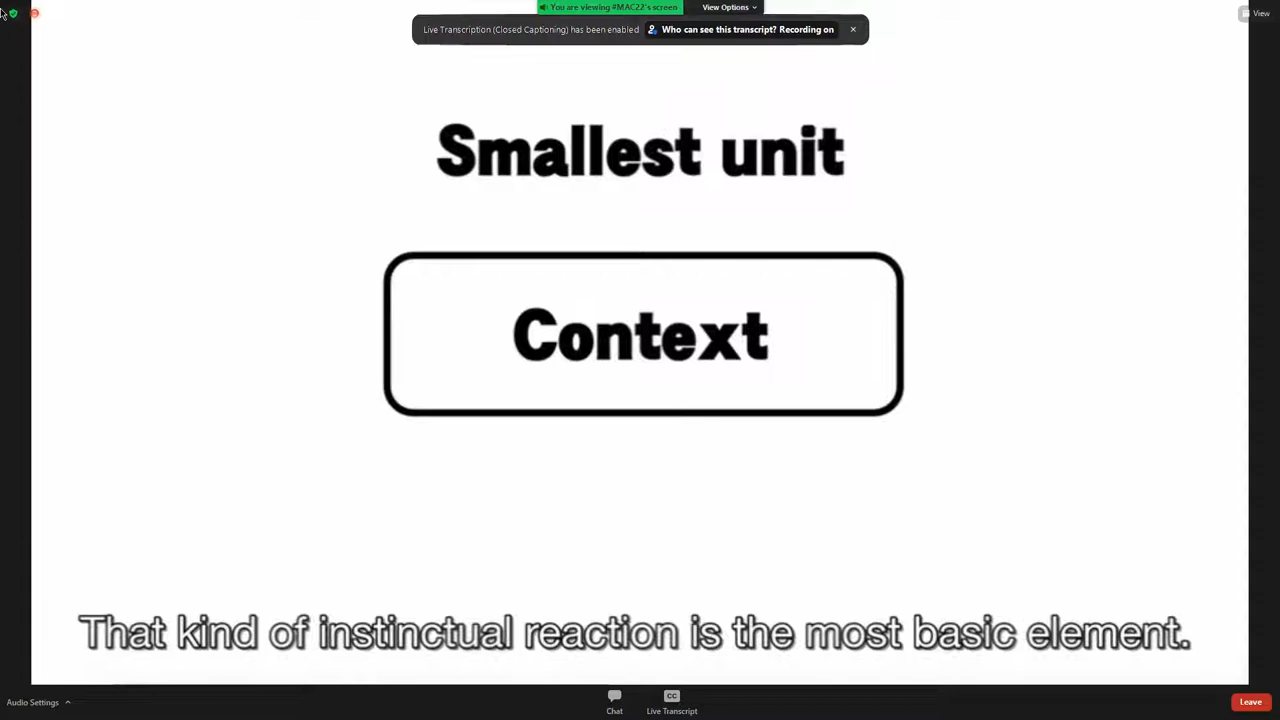 You are viewing #MAC22's screen
View Options
View
Live Transcription (Closed Captioning) has been enabled
Who can see this transcript? Recording on
Smallest unit
Context
That kind of instinctual reaction is the most basic element.
Audio Settings
Chat
CC
Live Transcript
Leave